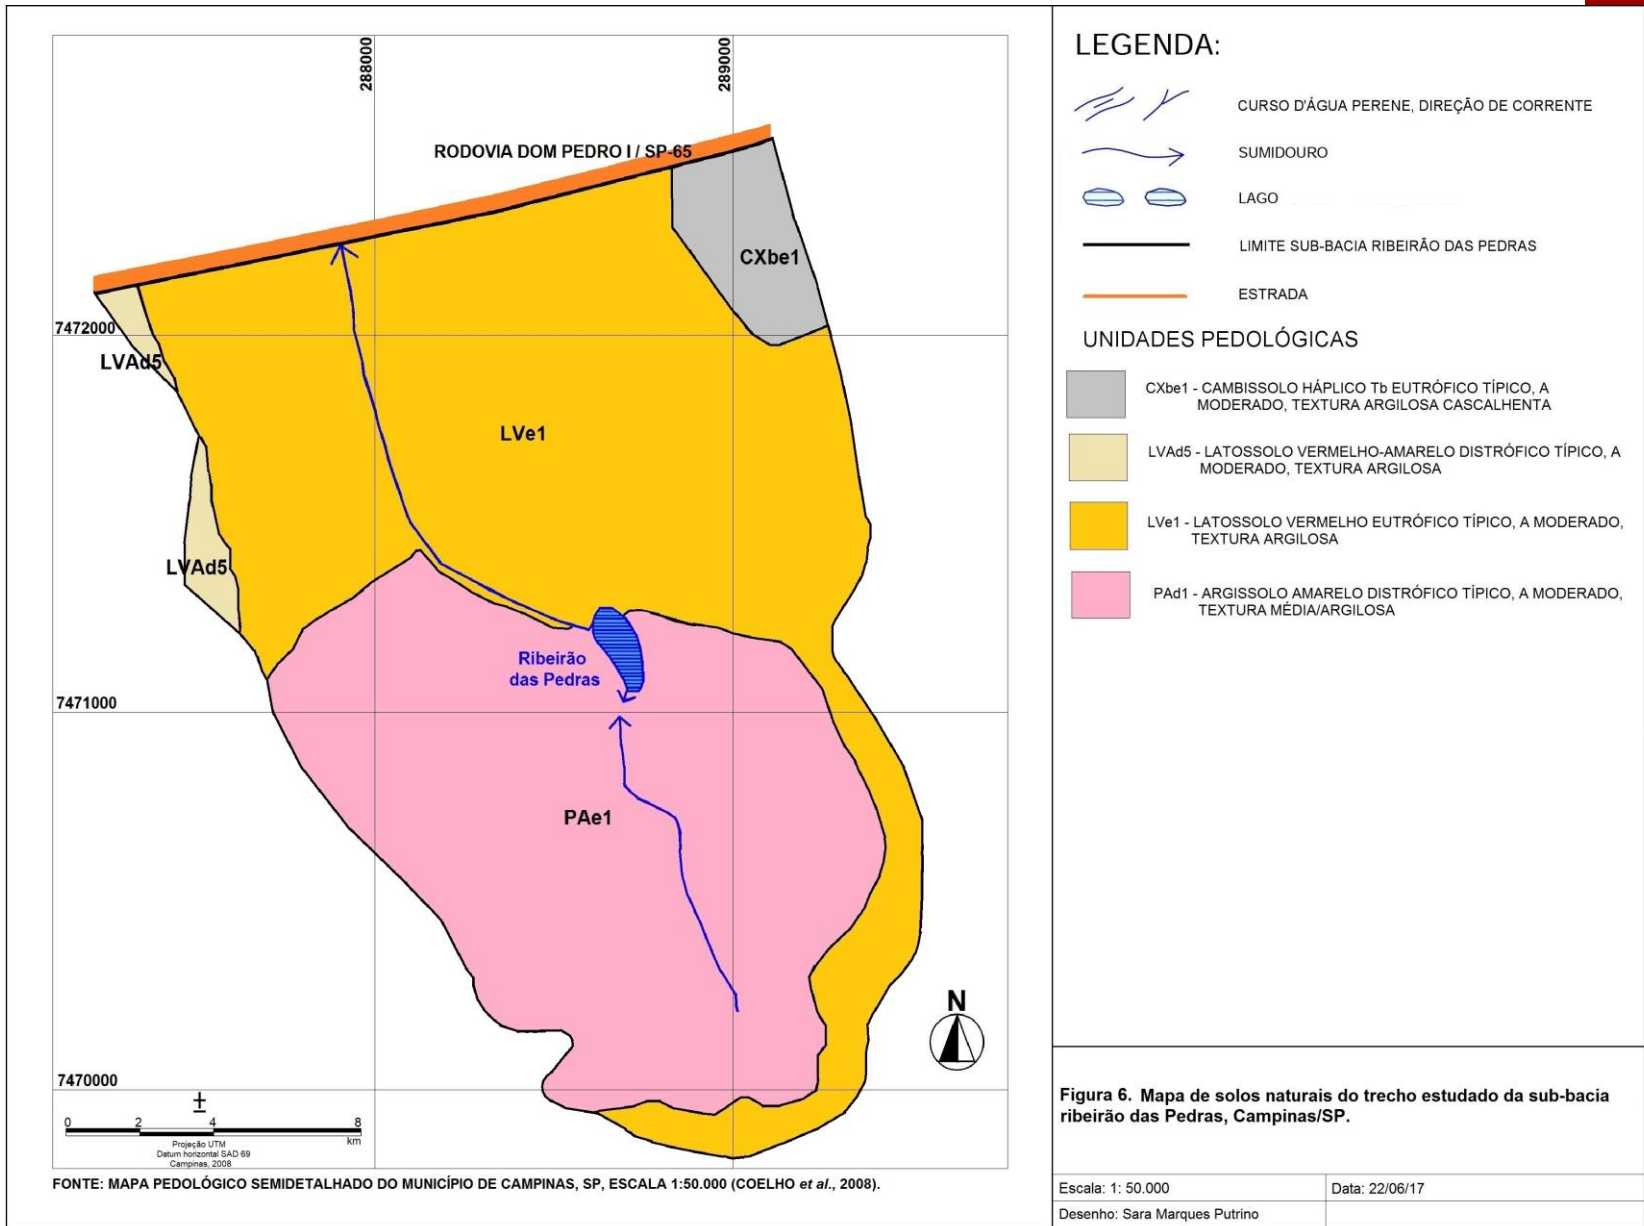 288000
289000
RODOVIA DOM PEDRO I / SP-65
CXbe1
7472000
LVAd5
LVe1
LVAd5
Ribeirão
das Pedras
7471000
PAe1
N
7470000
±
0 2 4 8
km
Projeção UTM
Datum horizontal SAD 69
Campinas, 2008
FONTE: MAPA PEDOLÓGICO SEMIDETALHADO DO MUNICÍPIO DE CAMPINAS, SP, ESCALA 1:50.000 (COELHO et al., 2008).
LEGENDA:
CURSO D'ÁGUA PERENE, DIREÇÃO DE CORRENTE
SUMIDOURO
LAGO
LIMITE SUB-BACIA RIBEIRÃO DAS PEDRAS
ESTRADA
UNIDADES PEDOLÓGICAS
CXbe1 - CAMBISSOLO HÁPLICO Tb EUTRÓFICO TÍPICO, A
MODERADO, TEXTURA ARGILOSA CASCALHENTA
LVAd5 - LATOSSOLO VERMELHO-AMARELO DISTRÓFICO TÍPICO, A
MODERADO, TEXTURA ARGILOSA
LVe1 - LATOSSOLO VERMELHO EUTRÓFICO TÍPICO, A MODERADO,
TEXTURA ARGILOSA
PAd1 - ARGISSOLO AMARELO DISTRÓFICO TÍPICO, A MODERADO,
TEXTURA MÉDIA/ARGILOSA
Figura 6. Mapa de solos naturais do trecho estudado da sub-bacia
ribeirão das Pedras, Campinas/SP.
Escala: 1: 50.000
Data: 22/06/17
Desenho: Sara Marques Putrino